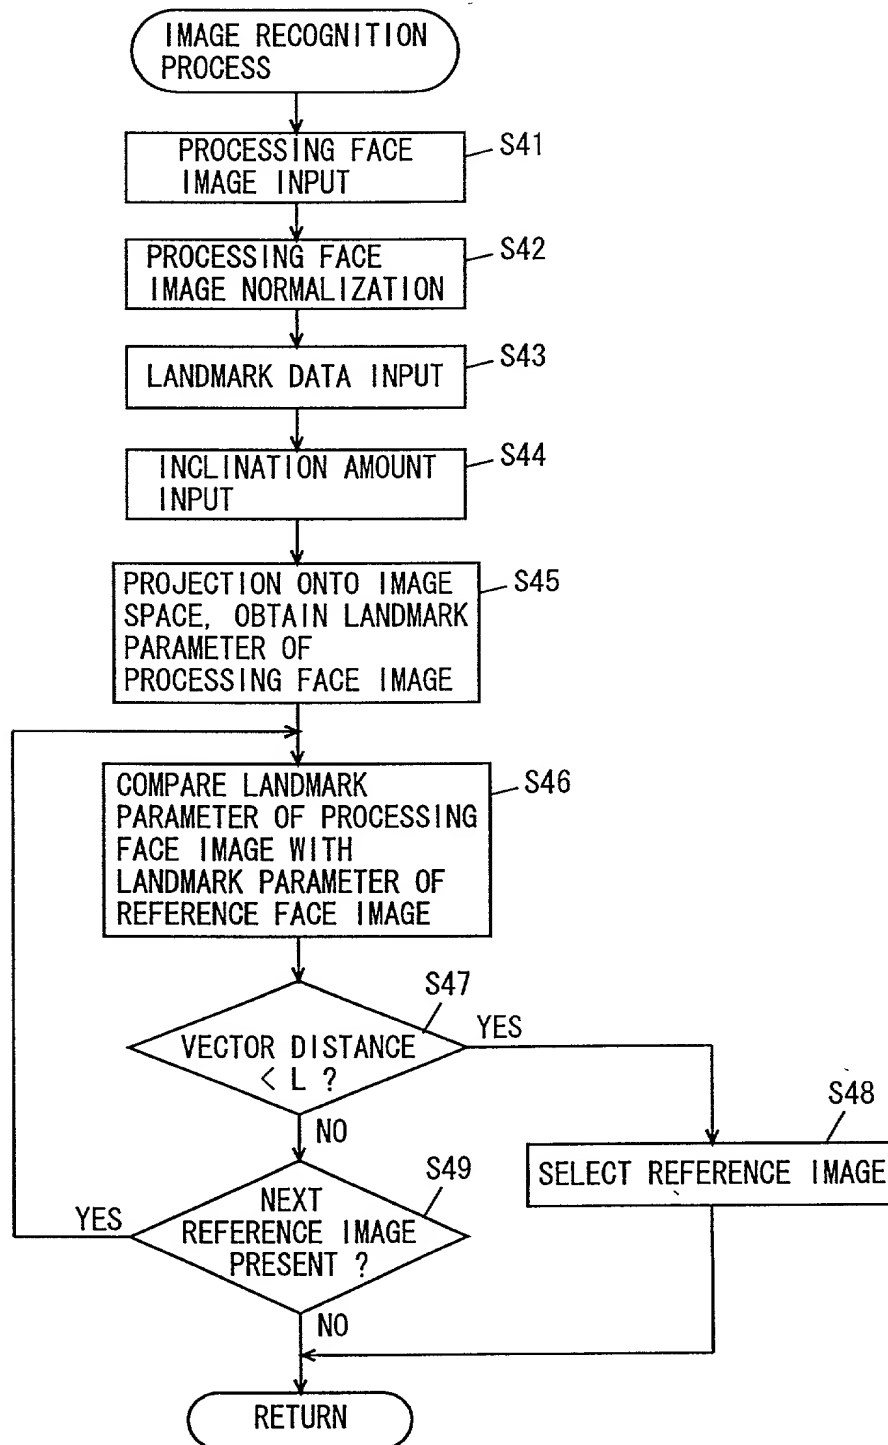 IMAGE RECOGNITION
PROCESS
PROCESSING FACE
IMAGE INPUT
S41
PROCESSING FACE
IMAGE NORMALIZATION
S42
LANDMARK DATA INPUT
S43
INCLINATION AMOUNT
INPUT
S44
PROJECTION ONTO IMAGE
SPACE, OBTAIN LANDMARK
PARAMETER OF
PROCESSING FACE IMAGE
S45
COMPARE LANDMARK
PARAMETER OF PROCESSING
FACE IMAGE WITH
LANDMARK PARAMETER OF
REFERENCE FACE IMAGE
S46
S47
VECTOR DISTANCE
< L ?
YES
NO
S48
SELECT REFERENCE IMAGE
S49
NEXT
REFERENCE IMAGE
PRESENT ?
YES
NO
RETURN